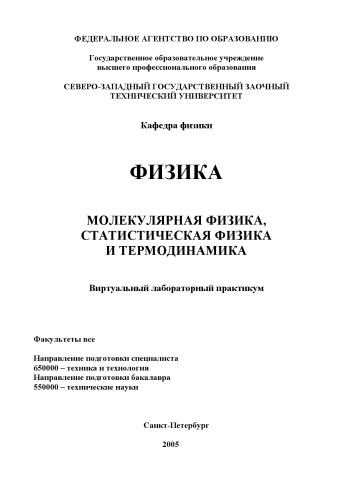 ФЕДЕРАЛЬНОЕ АГЕНТСТВО ПО ОБРАЗОВАНИЮ
Государственное образовательное учреждение
высшего профессионального образования
СЕВЕРО-ЗАПАДНЫЙ ГОСУДАРСТВЕННЫЙ ЗАОЧНЫЙ
ТЕХНИЧЕСКИЙ УНИВЕРСИТЕТ
Кафедра физики
ФИЗИКА
МОЛЕКУЛЯРНАЯ ФИЗИКА,
СТАТИСТИЧЕСКАЯ ФИЗИКА
И ТЕРМОДИНАМИКА
Виртуальный лабораторный практикум
Факультеты все
Направление подготовки специалиста
650000 – техника и технология
Направление подготовки бакалавра
550000 – технические науки
Санкт-Петербург
2005